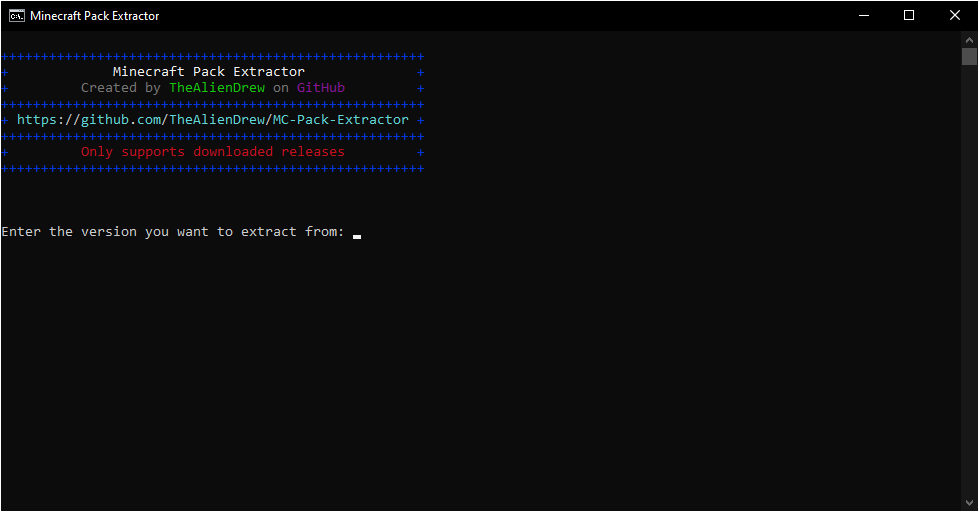 Minecraft Pack Extractor
+++++++++++++++++++++++++++++++++++++++++++++++++++++
+ Minecraft Pack Extractor +
+ Created by TheAlienDrew on GitHub +
+++++++++++++++++++++++++++++++++++++++++++++++++++++
+ https://github.com/TheAlienDrew/MC-Pack-Extractor +
+++++++++++++++++++++++++++++++++++++++++++++++++++++
+ Only supports downloaded releases +
+++++++++++++++++++++++++++++++++++++++++++++++++++++
Enter the version you want to extract from: